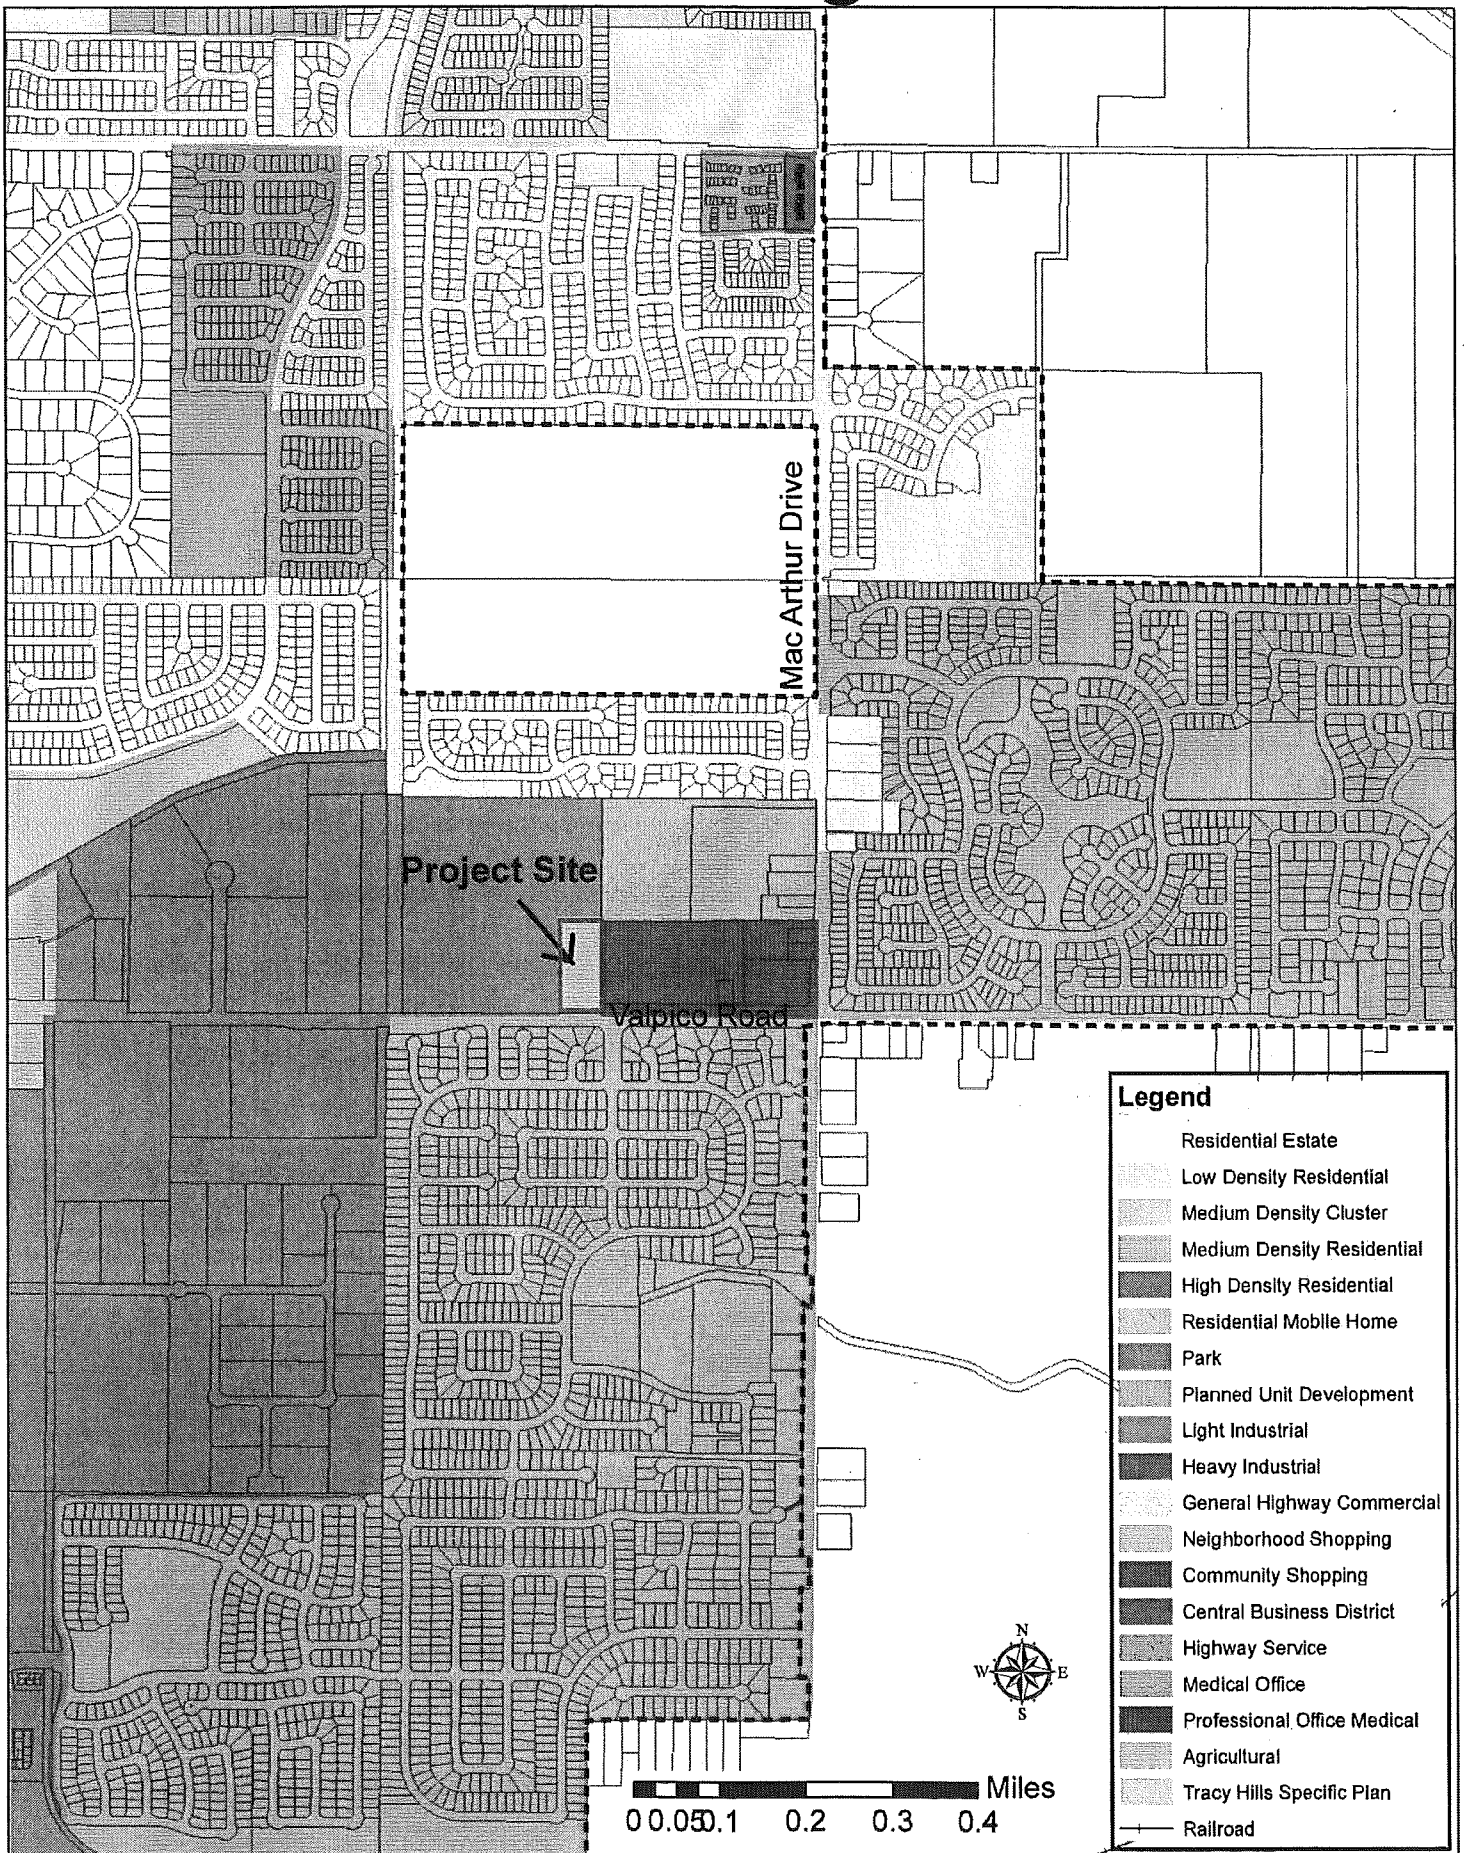 Mac Arthur Drive
Project Site
Valpico Road
Legend
Residential Estate
Low Density Residential
Medium Density Cluster
Medium Density Residential
High Density Residential
Residential Mobile Home
Park
Planned Unit Development
Light Industrial
Heavy Industrial
General Highway Commercial
Neighborhood Shopping
Community Shopping
Central Business District
Highway Service
Medical Office
Professional Office Medical
Agricultural
Tracy Hills Specific Plan
Railroad
N
W E
S
Miles
0 0.05 0.1 0.2 0.3 0.4